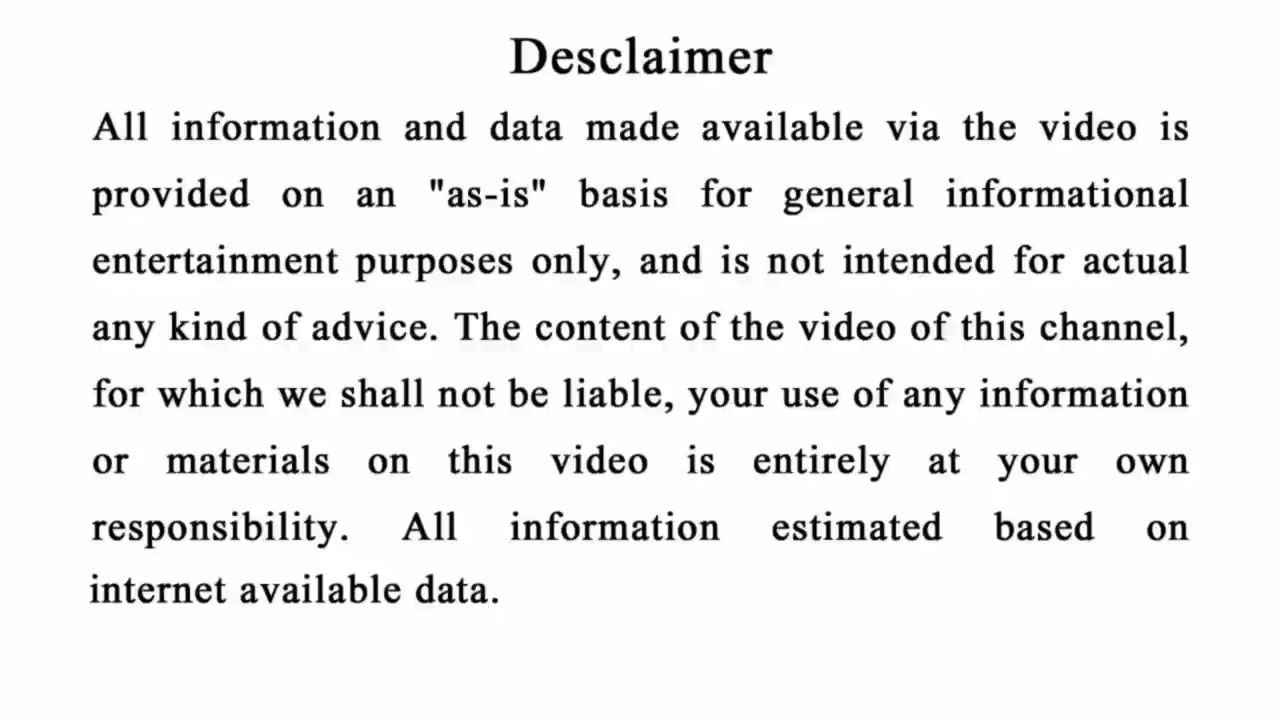 Desclaimer
All information and data made available via the video is
provided on an "as-is" basis for general informational
entertainment purposes only, and is not intended for actual
any kind of advice. The content of the video of this channel,
for which we shall not be liable, your use of any information
or materials on this video is entirely at your own
responsibility. All information estimated based on
internet available data.